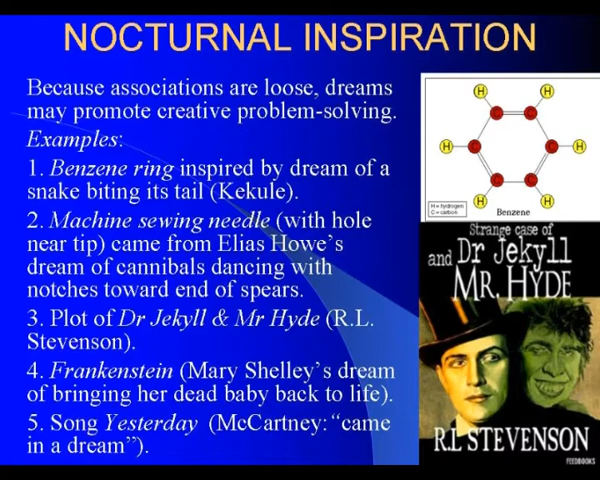 NOCTURNAL INSPIRATION
Because associations are loose, dreams
may promote creative problem-solving.
Examples:
1. Benzene ring inspired by dream of a
snake biting its tail (Kekule).
2. Machine sewing needle (with hole
near tip) came from Elias Howe's
dream of cannibals dancing with
notches toward end of spears.
3. Plot of Dr Jekyll & Mr Hyde (R.L.
Stevenson).
4. Frankenstein (Mary Shelley's dream
of bringing her dead baby back to life).
5. Song Yesterday (McCartney: "came
in a dream").
H H
C C
H C C H
C C
H H
H = hydrogen
C = carbon
Benzene
Strange case of
and Dr Jekyll
MR. HYDE
R.L STEVENSON
FEEDBOOKS